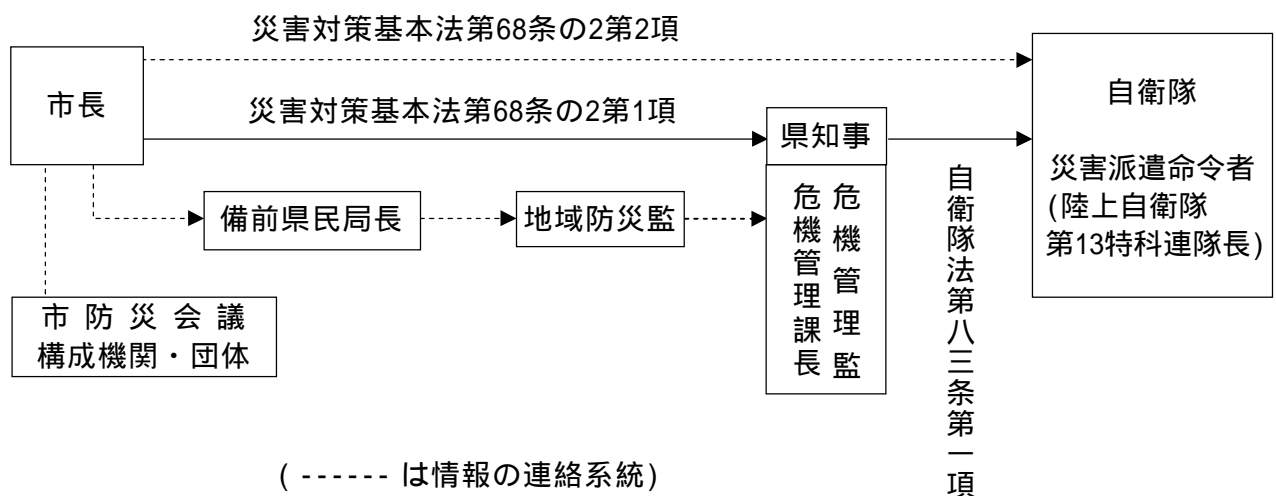 災害対策基本法第68条の2第2項
市長
災害対策基本法第68条の2第1項
県知事
自衛隊
災害派遣命令者
(陸上自衛隊
第13特科連隊長)
備前県民局長
地域防災監
危機管理監
危機管理課長
自衛隊法第八三条第一項
市防災会議
構成機関・団体
( ------ は情報の連絡系統)